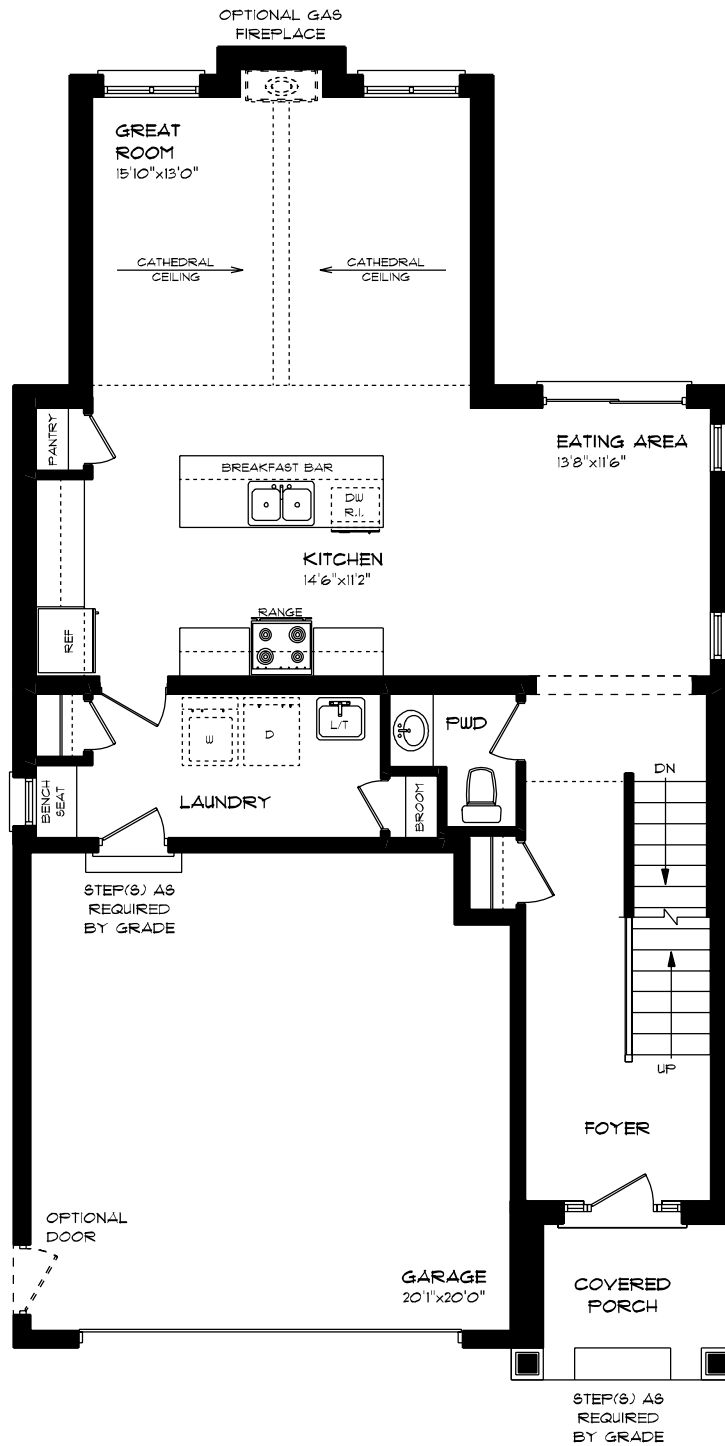 OPTIONAL GAS
FIREPLACE
GREAT
ROOM
15'10"x13'0"
CATHEDRAL
CEILING
CATHEDRAL
CEILING
PANTRY
BREAKFAST BAR
DW
R.I.
EATING AREA
13'8"x11'6"
KITCHEN
14'6"x11'2"
RANGE
REF
W
D
L/T
PWD
BENCH
SEAT
LAUNDRY
BROOM
DN
STEP(S) AS
REQUIRED
BY GRADE
UP
FOYER
OPTIONAL
DOOR
GARAGE
20'1"x20'0"
COVERED
PORCH
STEP(S) AS
REQUIRED
BY GRADE